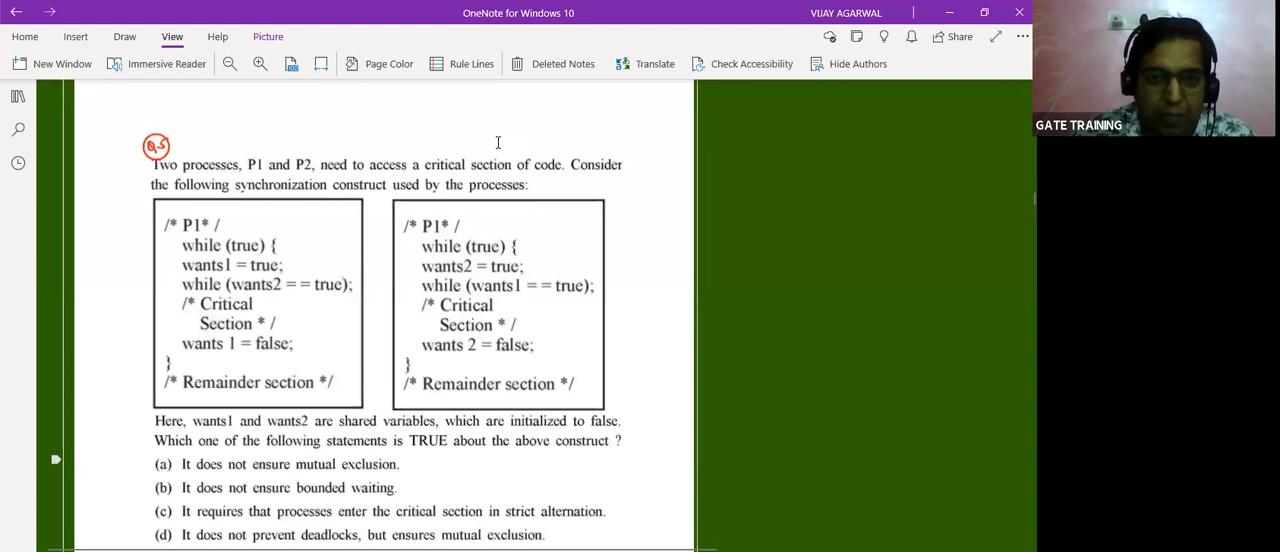 OneNote for Windows 10
VIJAY AGARWAL
Home Insert Draw View Help Picture
Share
New Window Immersive Reader Page Color Rule Lines Deleted Notes Translate Check Accessibility Hide Authors
GATE TRAINING
Q5
Two processes, P1 and P2, need to access a critical section of code. Consider
the following synchronization construct used by the processes:
/* P1* /
while (true) {
wants1 = true;
while (wants2 = = true);
/* Critical
Section * /
wants 1 = false;
}
/* Remainder section */
/* P1* /
while (true) {
wants2 = true;
while (wants1 = = true);
/* Critical
Section * /
wants 2 = false;
}
/* Remainder section */
Here, wants1 and wants2 are shared variables, which are initialized to false.
Which one of the following statements is TRUE about the above construct ?
(a) It does not ensure mutual exclusion.
(b) It does not ensure bounded waiting.
(c) It requires that processes enter the critical section in strict alternation.
(d) It does not prevent deadlocks, but ensures mutual exclusion.